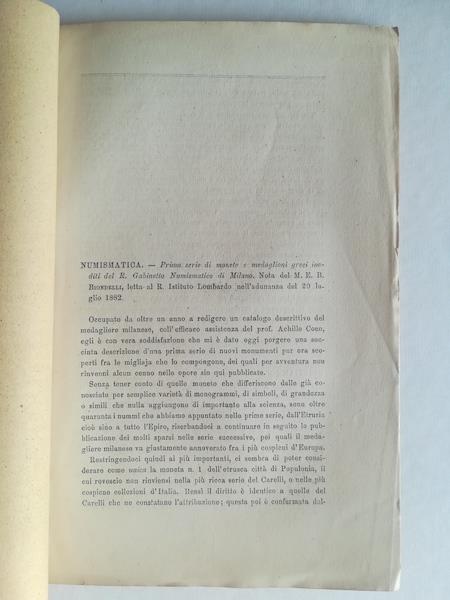 NUMISMATICA. — Prima serie di monete e medaglioni greci ine-
diti del R. Gabinetto Numismatico di Milano. Nota del M. E. B.
BIONDELLI, letta al R. Istituto Lombardo nell'adunanza del 20 lu-
glio 1882.
Occupato da oltre un anno a redigere un catalogo descrittivo del
medagliere milanese, coll'efficace assistenza del prof. Achille Coen,
egli è con vera soddisfazione che mi è dato oggi porgere una suc-
cinta descrizione d'una prima serie di nuovi monumenti pur ora sco-
perti fra le migliaja che lo compongono, dei quali per avventura non
rinvenni alcun cenno nelle opere sin qui pubblicate.
Senza tener conto di quelle monete che differiscono dalle già co-
nosciute per semplice varietà di monogrammi, di simboli, di grandezza
o simili che nulla aggiungono di importante alla scienza, sono oltre
quaranta i nummi che abbiamo appuntato nelle prime serie, dall'Etruria
cioè sino a tutto l'Epiro, riserbandoci a continuare in seguito la
pubblicazione dei molti sparsi nelle serie successive, pei quali il meda-
gliere milanese va giustamente annoverato fra i più cospicui d'Europa.
Restringendoci quindi ai più importanti, ci sembra di poter consi-
derare come unica la moneta n. 1 dell'etrusca città di Populonia, il
cui rovescio non rinviensi nella più ricca serie del Carelli, o nelle più
cospicue collezioni d'Italia. Bensì il diritto è identico a quelle del
Carelli che ne constatano l'attribuzione; questa poi è confermata dal-